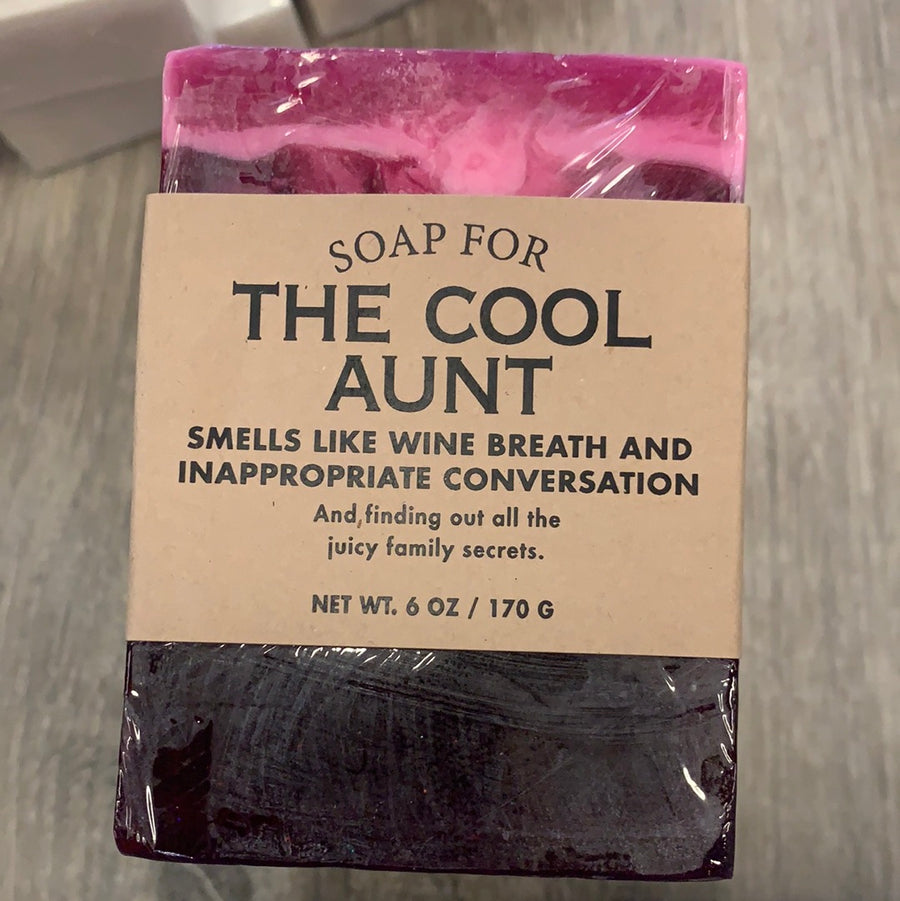 SOAP FOR
THE COOL
AUNT
SMELLS LIKE WINE BREATH AND
INAPPROPRIATE CONVERSATION
And, finding out all the
juicy family secrets.
NET WT. 6 OZ / 170 G